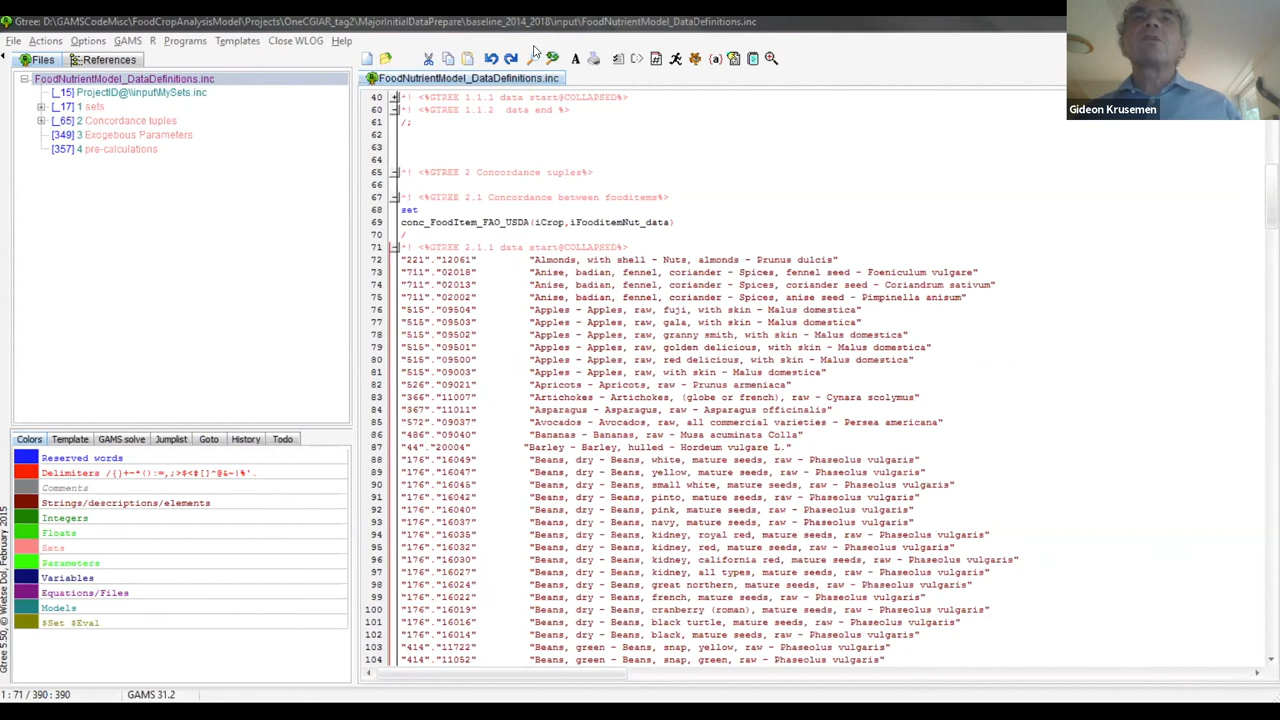 Gtree: D:\GAMSCodeMisc\FoodCropAnalysisModel\Projects\OneCGIAR_tag2\MajorInitialDataPrepare\baseline_2014_2018\input\FoodNutrientModel_DataDefinitions.inc
File Actions Options GAMS R Programs Templates Close WLOG Help
Files References
FoodNutrientModel_DataDefinitions.inc
[_15] ProjectID@\\inputMySets.inc
[_17] 1 sets
[_65] 2 Concordance tuples
[349] 3 Exogebous Parameters
[357] 4 pre-calculations
Colors Template GAMS solve Jumplist Goto History Todo
Reserved words
Delimiters /{}+-*():=,;>$<#[]^@&~|%'.
Comments
Strings/descriptions/elements
Integers
Floats
Sets
Parameters
Variables
Equations/Files
Models
$Set $Eval
Gtree 5.50, © Wietse Dol, February 2015
FoodNutrientModel_DataDefinitions.inc
40 *! <%GTREE 1.1.1 data start@COLLAPSED%>
60 *! <%GTREE 1.1.2  data end %>
61 /;
62
63
64
65 *! <%GTREE 2 Concordance tuples%>
66
67 *! <%GTREE 2.1 Concordance between fooditems%>
68 set
69 conc_FoodItem_FAO_USDA(iCrop,iFooditemNut_data)
70 /
71 *! <%GTREE 2.1.1 data start@COLLAPSED%>
72 "221"."12061" "Almonds, with shell - Nuts, almonds - Prunus dulcis"
73 "711"."02018" "Anise, badian, fennel, coriander - Spices, fennel seed - Foeniculum vulgare"
74 "711"."02013" "Anise, badian, fennel, coriander - Spices, coriander seed - Coriandrum sativum"
75 "711"."02002" "Anise, badian, fennel, coriander - Spices, anise seed - Pimpinella anisum"
76 "515"."09504" "Apples - Apples, raw, fuji, with skin - Malus domestica"
77 "515"."09503" "Apples - Apples, raw, gala, with skin - Malus domestica"
78 "515"."09502" "Apples - Apples, raw, granny smith, with skin - Malus domestica"
79 "515"."09501" "Apples - Apples, raw, golden delicious, with skin - Malus domestica"
80 "515"."09500" "Apples - Apples, raw, red delicious, with skin - Malus domestica"
81 "515"."09003" "Apples - Apples, raw, with skin - Malus domestica"
82 "526"."09021" "Apricots - Apricots, raw - Prunus armeniaca"
83 "366"."11007" "Artichokes - Artichokes, (globe or french), raw - Cynara scolymus"
84 "367"."11011" "Asparagus - Asparagus, raw - Asparagus officinalis"
85 "572"."09037" "Avocados - Avocados, raw, all commercial varieties - Persea americana"
86 "486"."09040" "Bananas - Bananas, raw - Musa acuminata Colla"
87 "44"."20004" "Barley - Barley, hulled - Hordeum vulgare L."
88 "176"."16049" "Beans, dry - Beans, white, mature seeds, raw - Phaseolus vulgaris"
89 "176"."16047" "Beans, dry - Beans, yellow, mature seeds, raw - Phaseolus vulgaris"
90 "176"."16045" "Beans, dry - Beans, small white, mature seeds, raw - Phaseolus vulgaris"
91 "176"."16042" "Beans, dry - Beans, pinto, mature seeds, raw - Phaseolus vulgaris"
92 "176"."16040" "Beans, dry - Beans, pink, mature seeds, raw - Phaseolus vulgaris"
93 "176"."16037" "Beans, dry - Beans, navy, mature seeds, raw - Phaseolus vulgaris"
94 "176"."16035" "Beans, dry - Beans, kidney, royal red, mature seeds, raw - Phaseolus vulgaris"
95 "176"."16032" "Beans, dry - Beans, kidney, red, mature seeds, raw - Phaseolus vulgaris"
96 "176"."16030" "Beans, dry - Beans, kidney, california red, mature seeds, raw - Phaseolus vulgaris"
97 "176"."16027" "Beans, dry - Beans, kidney, all types, mature seeds, raw - Phaseolus vulgaris"
98 "176"."16024" "Beans, dry - Beans, great northern, mature seeds, raw - Phaseolus vulgaris"
99 "176"."16022" "Beans, dry - Beans, french, mature seeds, raw - Phaseolus vulgaris"
100 "176"."16019" "Beans, dry - Beans, cranberry (roman), mature seeds, raw - Phaseolus vulgaris"
101 "176"."16016" "Beans, dry - Beans, black turtle, mature seeds, raw - Phaseolus vulgaris"
102 "176"."16014" "Beans, dry - Beans, black, mature seeds, raw - Phaseolus vulgaris"
103 "414"."11722" "Beans, green - Beans, snap, yellow, raw - Phaseolus vulgaris"
104 "414"."11052" "Beans, green - Beans, snap, green, raw - Phaseolus vulgaris"
1 : 71 / 390 : 390 GAMS 31.2
Gideon Krusemen